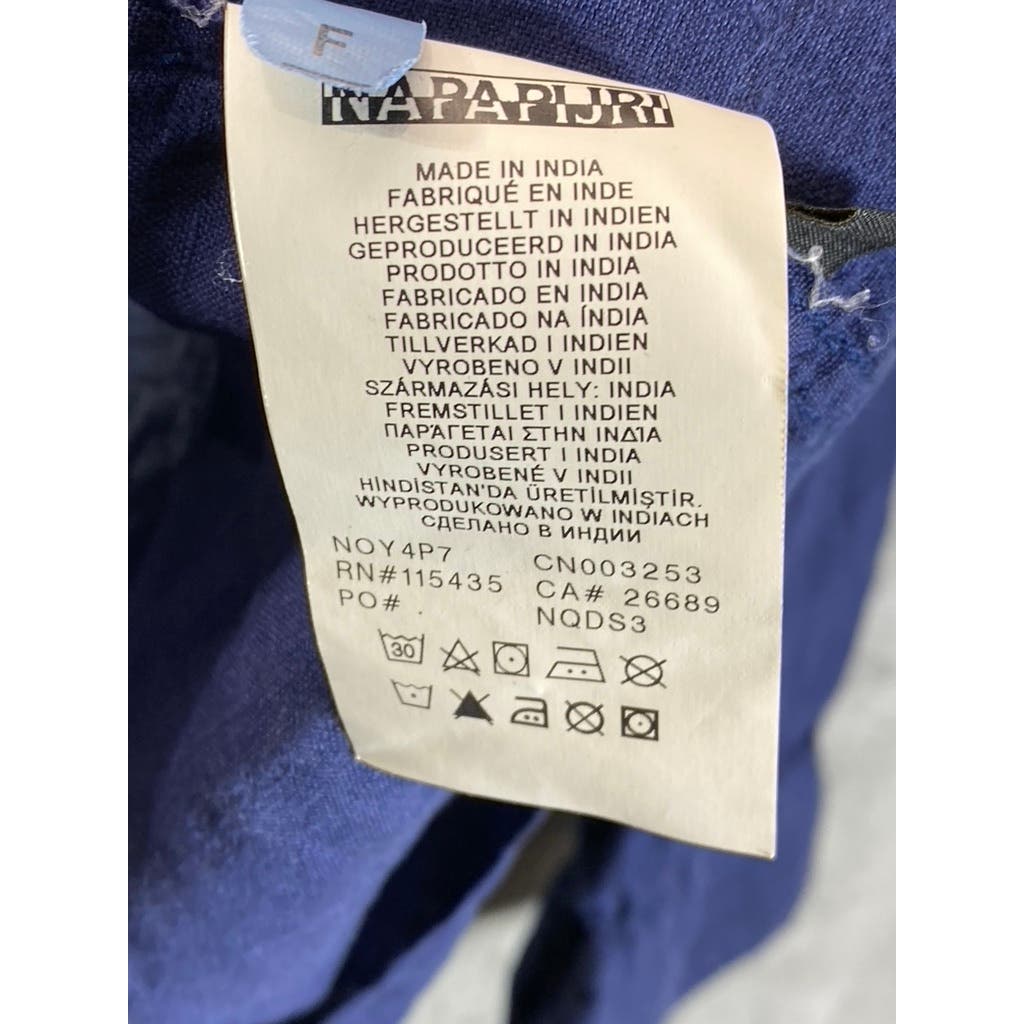 F
NAPAPIJRI
MADE IN INDIA
FABRIQUÉ EN INDE
HERGESTELLT IN INDIEN
GEPRODUCEERD IN INDIA
PRODOTTO IN INDIA
FABRICADO EN INDIA
FABRICADO NA ÍNDIA
TILLVERKAD I INDIEN
VYROBENO V INDII
SZÁRMAZÁSI HELY: INDIA
FREMSTILLET I INDIEN
ΠΑΡΆΓΕΤΑΙ ΣΤΗΝ ΙΝΔΊΑ
PRODUSERT I INDIA
VYROBENÉ V INDII
HİNDİSTAN'DA ÜRETİLMİŞTİR.
WYPRODUKOWANO W INDIACH
СДЕЛАНО В ИНДИИ
NOY4P7 CN003253
RN#115435 CA# 26689
PO# . NQDS3
30